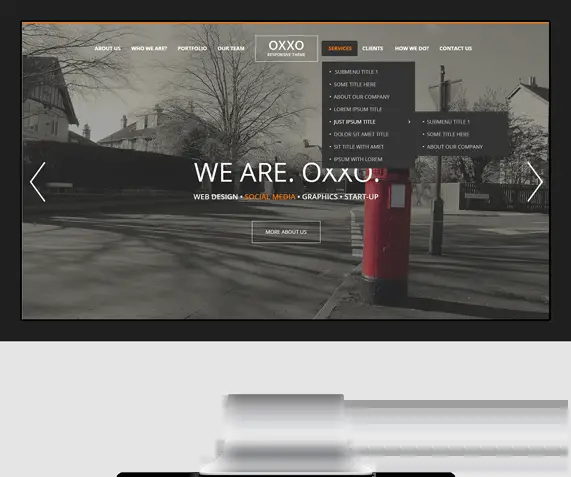 ABOUT US WHO WE ARE? PORTFOLIO OUR TEAM OXXO SERVICES CLIENTS HOW WE DO? CONTACT US
RESPONSIVE THEME
• SUBMENU TITLE 1
• SOME TITLE HERE
• ABOUT OUR COMPANY
• LOREM IPSUM TITLE
• JUST IPSUM TITLE ›
• DOLOR SIT AMET TITLE
• SIT TITLE WITH AMET
• IPSUM WITH LOREM
• SUBMENU TITLE 1
• SOME TITLE HERE
• ABOUT OUR COMPANY
WE ARE. OXXO.
WEB DESIGN • SOCIAL MEDIA • GRAPHICS • START-UP
MORE ABOUT US